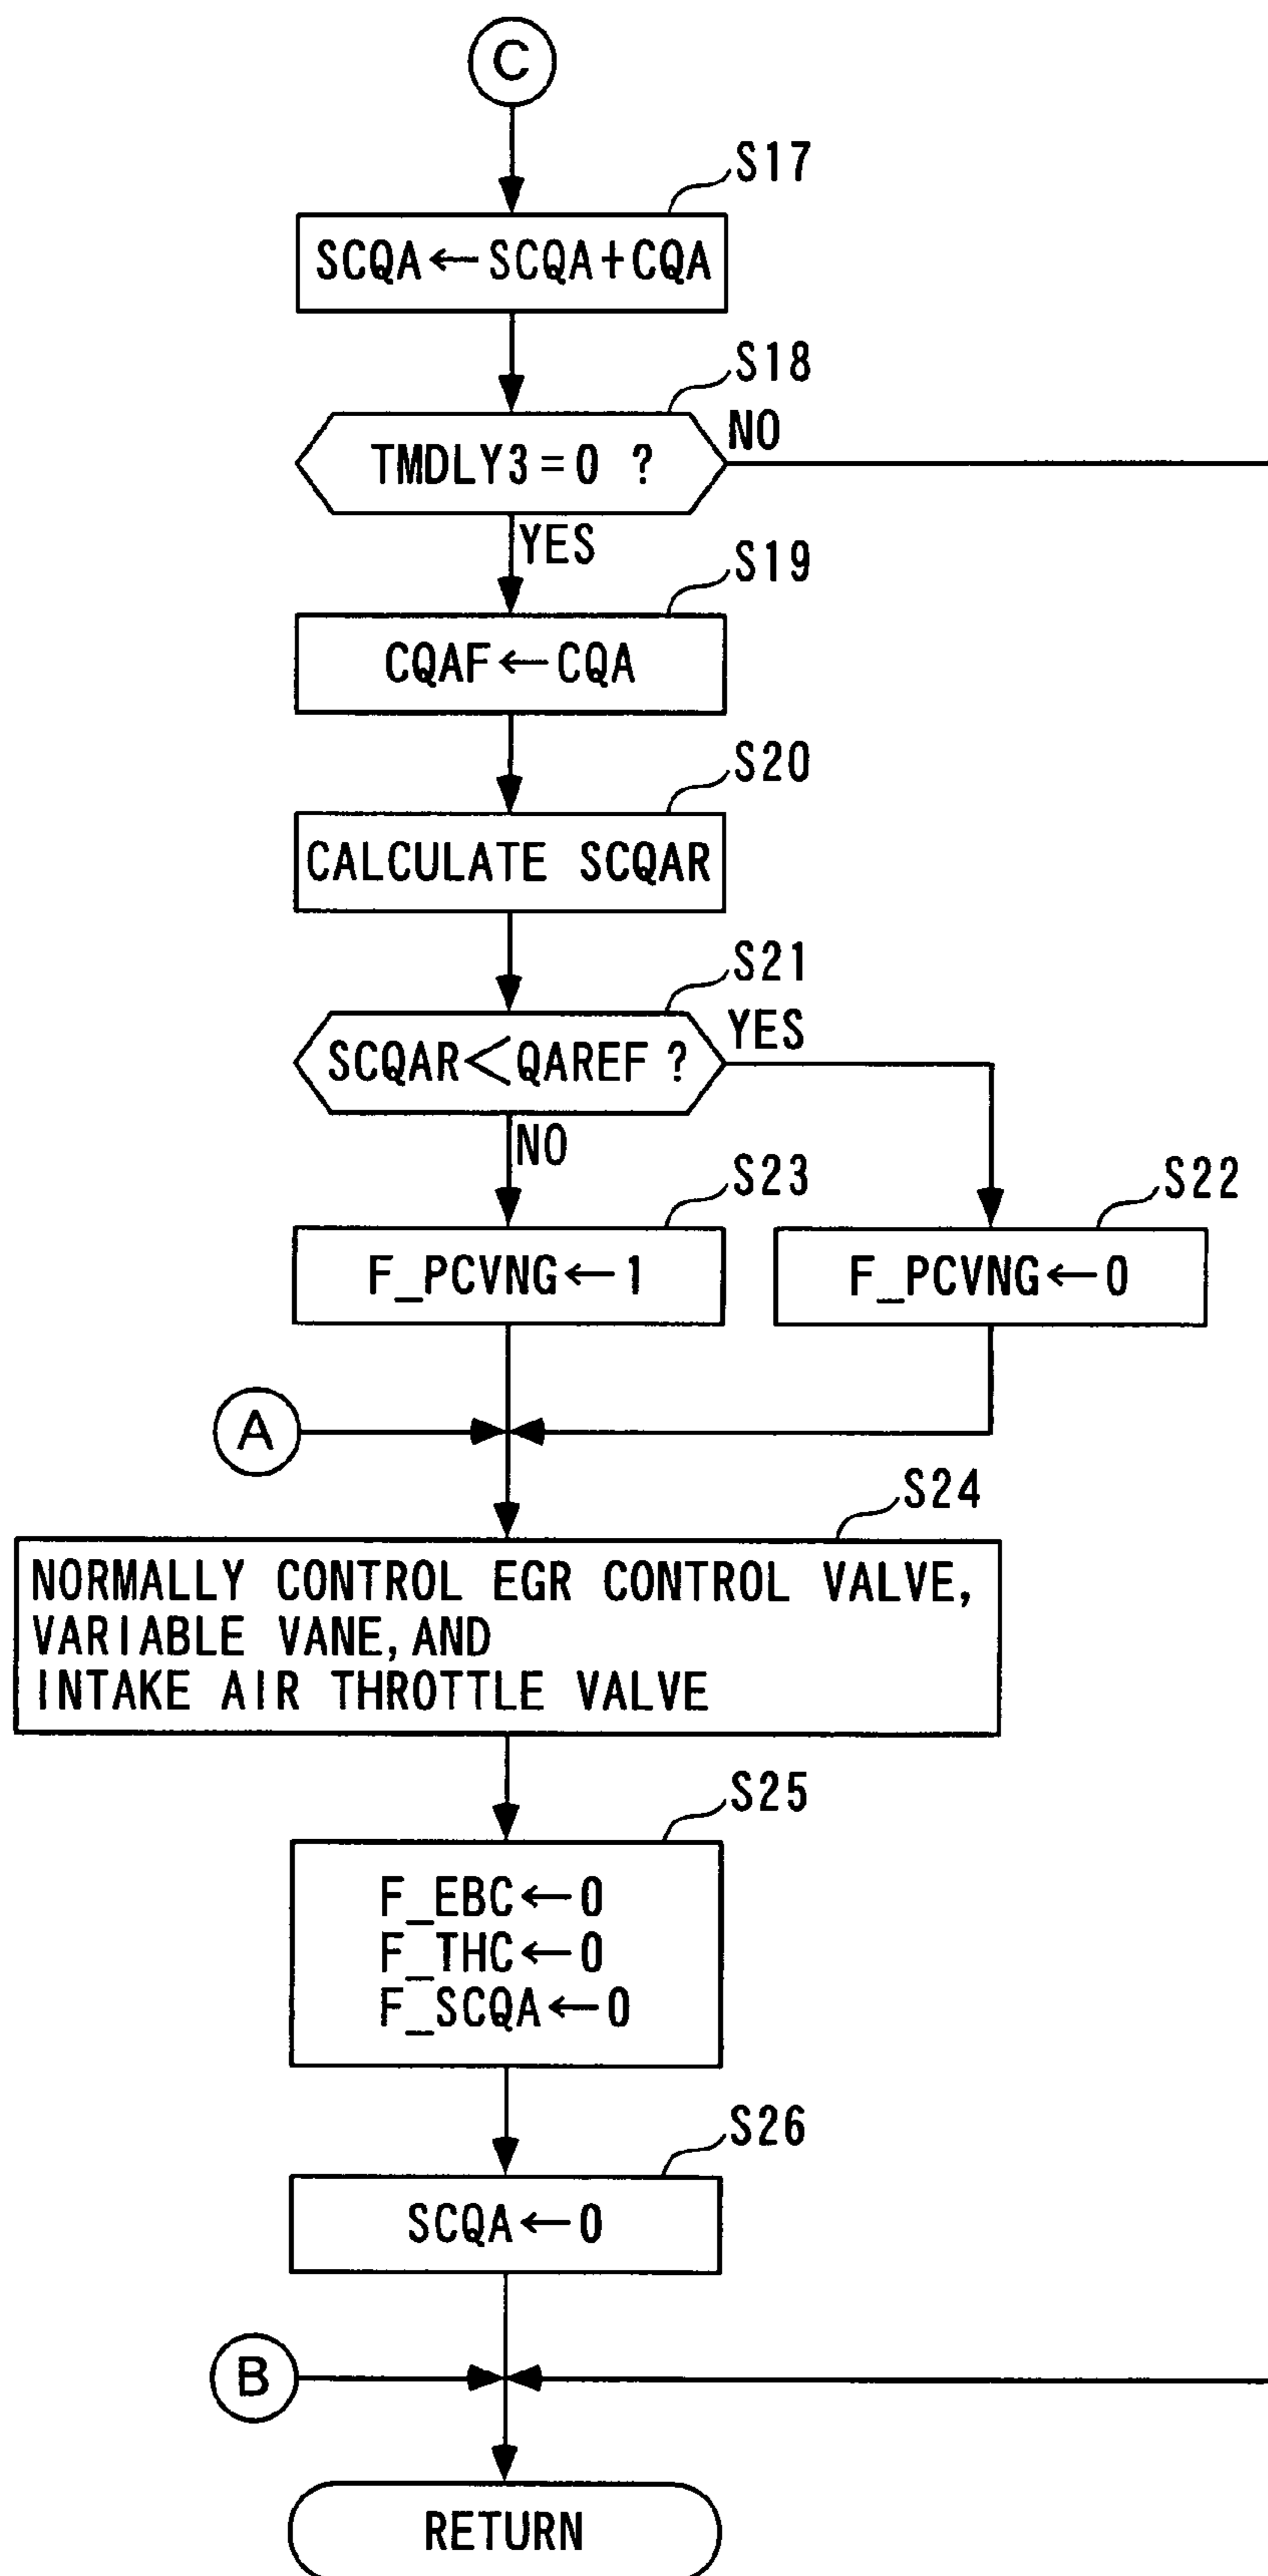 C
S17
SCQA←SCQA+CQA
S18
TMDLY3=0 ?
NO
YES
S19
CQAF←CQA
S20
CALCULATE SCQAR
S21
SCQAR<QAREF ?
YES
NO
S23
F_PCVNG←1
S22
F_PCVNG←0
A
S24
NORMALLY CONTROL EGR CONTROL VALVE,
VARIABLE VANE, AND
INTAKE AIR THROTTLE VALVE
S25
F_EBC←0
F_THC←0
F_SCQA←0
S26
SCQA←0
B
RETURN